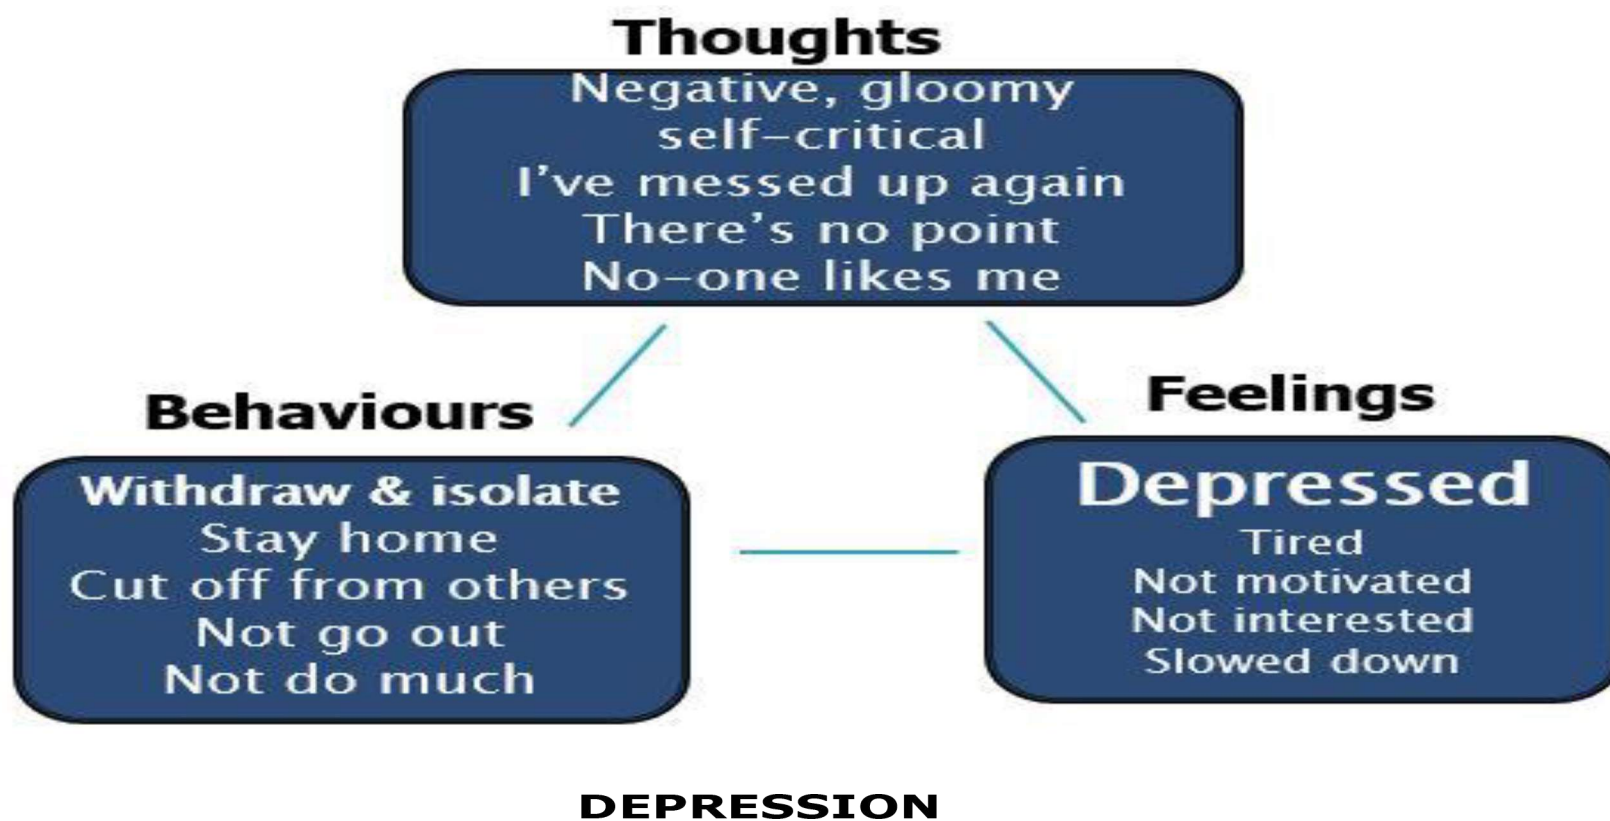 Thoughts
Negative, gloomy
self-critical
I've messed up again
There's no point
No-one likes me
Behaviours
Withdraw & isolate
Stay home
Cut off from others
Not go out
Not do much
Feelings
Depressed
Tired
Not motivated
Not interested
Slowed down
DEPRESSION